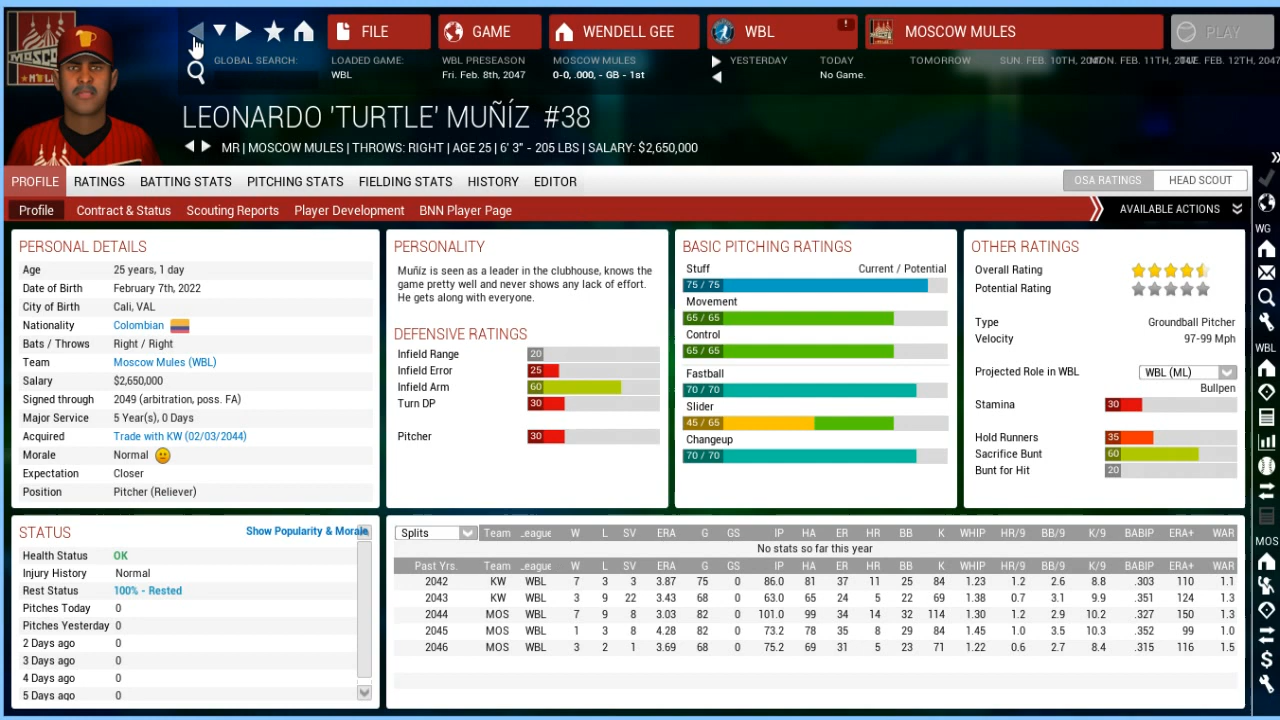 FILE GAME WENDELL GEE WBL ! MOSCOW MULES PLAY
GLOBAL SEARCH: LOADED GAME: WBL PRESEASON MOSCOW MULES YESTERDAY TODAY TOMORROW SUN. FEB. 10TH, 2047 MON. FEB. 11TH, 2047 TUE. FEB. 12TH, 2047
WBL Fri. Feb. 8th, 2047 0-0, .000, - GB - 1st No Game.
LEONARDO 'TURTLE' MUÑÍZ #38
MR | MOSCOW MULES | THROWS: RIGHT | AGE 25 | 6' 3" - 205 LBS | SALARY: $2,650,000
PROFILE RATINGS BATTING STATS PITCHING STATS FIELDING STATS HISTORY EDITOR OSA RATINGS HEAD SCOUT
Profile Contract & Status Scouting Reports Player Development BNN Player Page AVAILABLE ACTIONS
PERSONAL DETAILS
Age 25 years, 1 day
Date of Birth February 7th, 2022
City of Birth Cali, VAL
Nationality Colombian
Bats / Throws Right / Right
Team Moscow Mules (WBL)
Salary $2,650,000
Signed through 2049 (arbitration, poss. FA)
Major Service 5 Year(s), 0 Days
Acquired Trade with KW (02/03/2044)
Morale Normal
Expectation Closer
Position Pitcher (Reliever)
PERSONALITY
Muñíz is seen as a leader in the clubhouse, knows the
game pretty well and never shows any lack of effort.
He gets along with everyone.
DEFENSIVE RATINGS
Infield Range 20
Infield Error 25
Infield Arm 60
Turn DP 30
Pitcher 30
BASIC PITCHING RATINGS
Stuff Current / Potential
75 / 75
Movement
65 / 65
Control
65 / 65
Fastball
70 / 70
Slider
45 / 65
Changeup
70 / 70
OTHER RATINGS
Overall Rating
Potential Rating
Type Groundball Pitcher
Velocity 97-99 Mph
Projected Role in WBL WBL (ML)
Bullpen
Stamina 30
Hold Runners 35
Sacrifice Bunt 60
Bunt for Hit 20
STATUS Show Popularity & Morale
Health Status OK
Injury History Normal
Rest Status 100% - Rested
Pitches Today 0
Pitches Yesterday 0
2 Days ago 0
3 Days ago 0
4 Days ago 0
5 Days ago 0
Splits Team League W L SV ERA G GS IP HA ER HR BB K WHIP HR/9 BB/9 K/9 BABIP ERA+ WAR
No stats so far this year
Past Yrs. Team League W L SV ERA G GS IP HA ER HR BB K WHIP HR/9 BB/9 K/9 BABIP ERA+ WAR
2042 KW WBL 7 3 3 3.87 75 0 86.0 81 37 11 25 84 1.23 1.2 2.6 8.8 .303 110 1.1
2043 KW WBL 3 9 22 3.43 68 0 63.0 65 24 5 22 69 1.38 0.7 3.1 9.9 .351 124 1.3
2044 MOS WBL 7 9 8 3.03 82 0 101.0 99 34 14 32 114 1.30 1.2 2.9 10.2 .327 150 1.3
2045 MOS WBL 1 3 8 4.28 82 0 73.2 78 35 8 29 84 1.45 1.0 3.5 10.3 .352 99 1.0
2046 MOS WBL 3 2 1 3.69 68 0 75.2 69 31 5 23 71 1.22 0.6 2.7 8.4 .315 116 1.5
WG
WBL
MOS